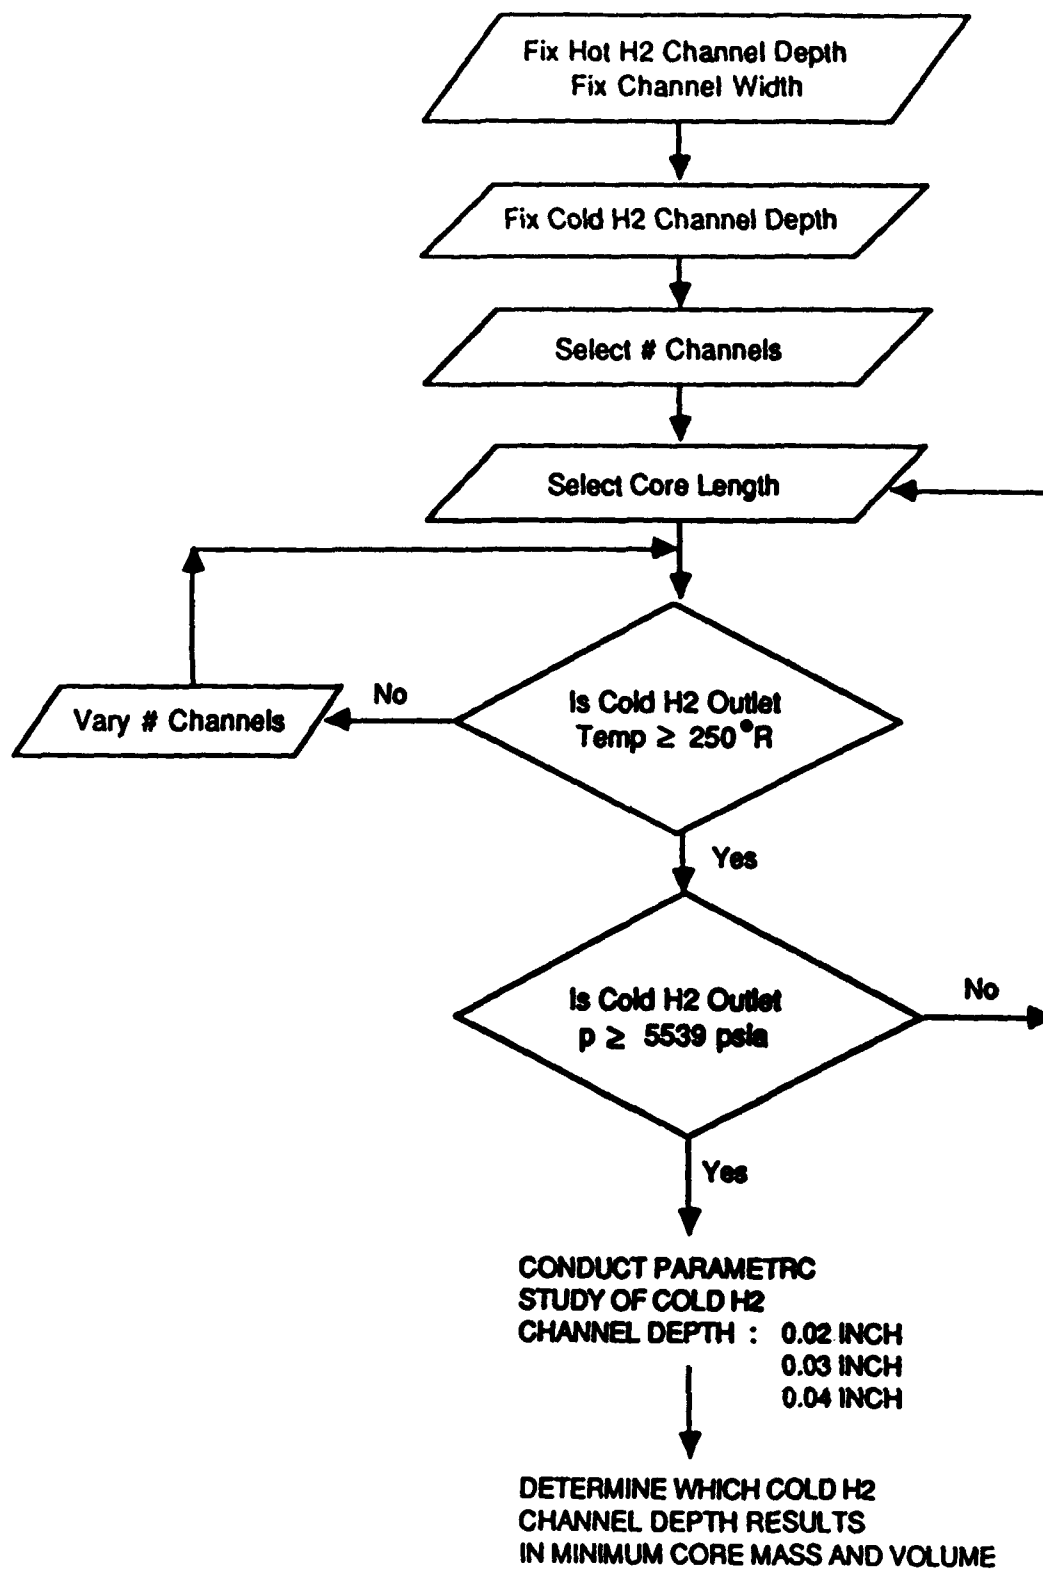 Fix Hot H2 Channel Depth
Fix Channel Width
Fix Cold H2 Channel Depth
Select # Channels
Select Core Length
No
Vary # Channels
Is Cold H2 Outlet
Temp ≥ 250°R
Yes
Is Cold H2 Outlet
p ≥ 5539 psia
No
Yes
CONDUCT PARAMETRC
STUDY OF COLD H2
CHANNEL DEPTH : 0.02 INCH
0.03 INCH
0.04 INCH
DETERMINE WHICH COLD H2
CHANNEL DEPTH RESULTS
IN MINIMUM CORE MASS AND VOLUME